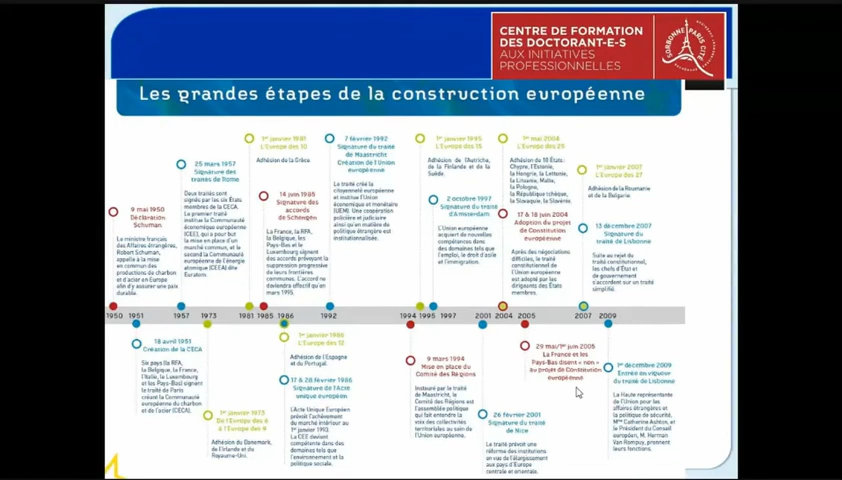 CENTRE DE FORMATION
DES DOCTORANT-E-S
AUX INITIATIVES
PROFESSIONNELLES
SORBONNE PARIS CITÉ
Les grandes étapes de la construction européenne
9 mai 1950
Déclaration
Schuman
Le ministre français
des Affaires étrangères,
Robert Schuman,
appelle à la mise
en commun des
productions de charbon
et d'acier en Europe
afin d'y assurer une paix
durable.
25 mars 1957
Signature des
traités de Rome
Deux traités sont
signés par les six États
membres de la CECA.
Le premier traité
institue la Communauté
économique européenne
(CEE), qui a pour but
la mise en place d'un
marché commun, et le
second la Communauté
européenne de l'énergie
atomique (CEEA) dite
Euratom.
1er janvier 1981
L'Europe des 10
Adhésion de la Grèce
14 juin 1985
Signature des
accords de
Schengen
La France, la RFA,
la Belgique, les
Pays-Bas et le
Luxembourg signent
des accords prévoyant la
suppression progressive
de leurs frontières
communes. L'accord ne
deviendra effectif qu'en
mars 1995.
7 février 1992
Signature du traité
de Maastricht
Création de l'Union
européenne
Le traité crée la
citoyenneté européenne et
institue l'Union économique et
monétaire (UEM). Une coopération
policière et judiciaire
ainsi qu'en matière de
politique étrangère est
institutionnalisée.
1er janvier 1995
L'Europe des 15
Adhésion de l'Autriche,
de la Finlande et de la
Suède.
2 octobre 1997
Signature du traité
d'Amsterdam
L'Union européenne
acquiert de nouvelles
compétences dans
des domaines tels que
l'emploi, le droit d'asile
et l'immigration.
1er mai 2004
L'Europe des 25
Adhésion de 10 États:
Chypre, l'Estonie,
la Hongrie, la Lettonie,
la Lituanie, Malte,
la Pologne,
la République tchèque,
la Slovaquie, la Slovénie
17 & 18 juin 2004
Adoption du projet
de Constitution
européenne
Après des négociations
difficiles, le traité
constitutionnel de
l'Union européenne
est adopté par les
dirigeants des États
membres.
1er janvier 2007
L'Europe des 27
Adhésion de la Roumanie
et de la Bulgarie
13 décembre 2007
Signature du
traité de Lisbonne
Suite au rejet du
traité constitutionnel,
les chefs d'État et
de gouvernement
s'accordent sur un traité
simplifié.
1950 1951 1957 1973 1981 1985 1986 1992 1994 1995 1997 2001 2004 2005 2007 2009
18 avril 1951
Création de la CECA
Six pays (la RFA,
la Belgique, la France,
l'Italie, le Luxembourg
et les Pays-Bas) signent
le traité de Paris
créant la Communauté
européenne du charbon
et de l'acier (CECA).
1er janvier 1973
De l'Europe des 6
à l'Europe des 9
Adhésion du Danemark,
de l'Irlande et du
Royaume-Uni.
1er janvier 1986
L'Europe des 12
Adhésion de l'Espagne
et du Portugal.
17 & 28 février 1986
Signature de l'Acte
unique européen
L'Acte Unique Européen
prévoit l'achèvement
du marché intérieur au
1er janvier 1993.
La CEE devient
compétente dans des
domaines tels que
l'environnement et la
politique sociale.
9 mars 1994
Mise en place du
Comité des Régions
Instauré par le traité
de Maastricht, le
Comité des Régions est
l'assemblée politique
qui fait entendre la
voix des collectivités
territoriales au sein de
l'Union européenne.
26 février 2001
Signature du traité
de Nice
Le traité prévoit une
réforme des institutions
en vue de l'élargissement
aux pays d'Europe
centrale et orientale.
29 mai/1er juin 2005
La France et les
Pays-Bas disent « non »
au projet de Constitution
européenne
1er décembre 2009
Entrée en vigueur
du traité de Lisbonne
La Haute représentante
de l'Union pour les
affaires étrangères et
la politique de sécurité,
Mme Catherine Ashton, et
le Président du Conseil
européen, M. Herman
Van Rompuy, prennent
leurs fonctions.